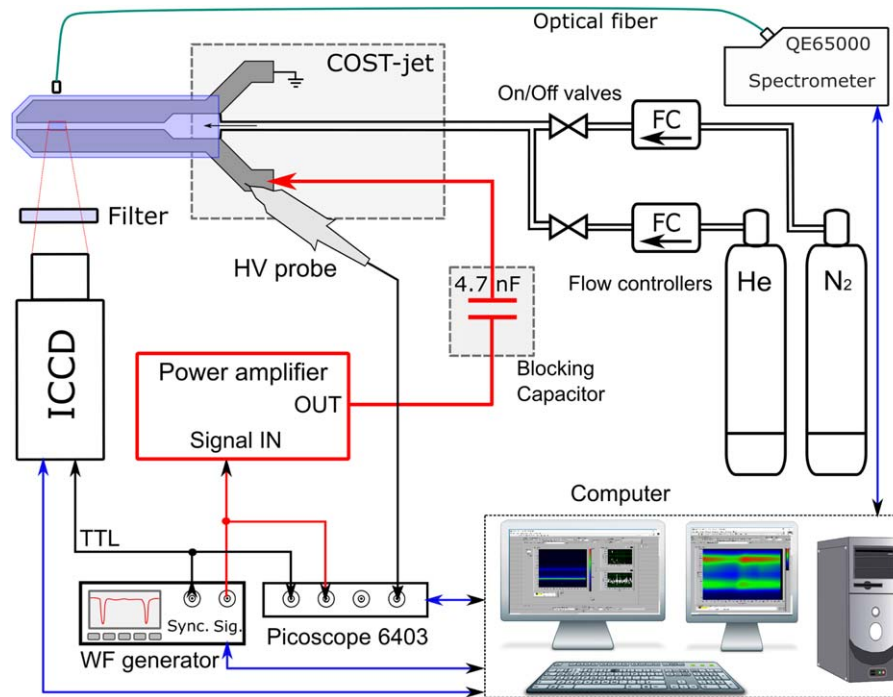 Optical fiber
QE65000
Spectrometer
COST-jet
On/Off valves
FC
FC
Filter
HV probe
Flow controllers
He
N₂
4.7 nF
ICCD
Power amplifier
OUT
Blocking
Capacitor
Signal IN
Computer
TTL
Sync. Sig.
Picoscope 6403
WF generator